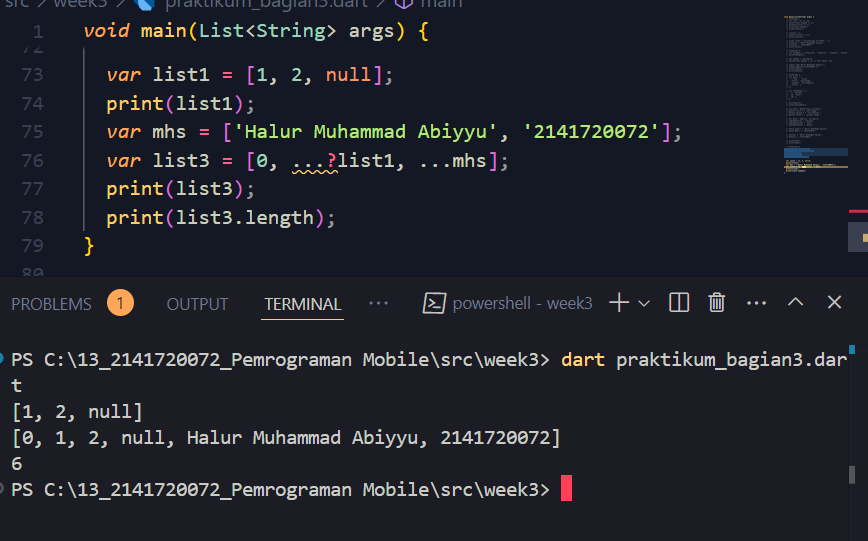 src > week3 > praktikum_bagian3.dart > main
1 void main(List<String> args) {
72
73 var list1 = [1, 2, null];
74 print(list1);
75 var mhs = ['Halur Muhammad Abiyyu', '2141720072'];
76 var list3 = [0, ...?list1, ...mhs];
77 print(list3);
78 print(list3.length);
79 }
80
PROBLEMS 1 OUTPUT TERMINAL ··· powershell - week3
PS C:\13_2141720072_Pemrograman Mobile\src\week3> dart praktikum_bagian3.dar
t
[1, 2, null]
[0, 1, 2, null, Halur Muhammad Abiyyu, 2141720072]
6
PS C:\13_2141720072_Pemrograman Mobile\src\week3>